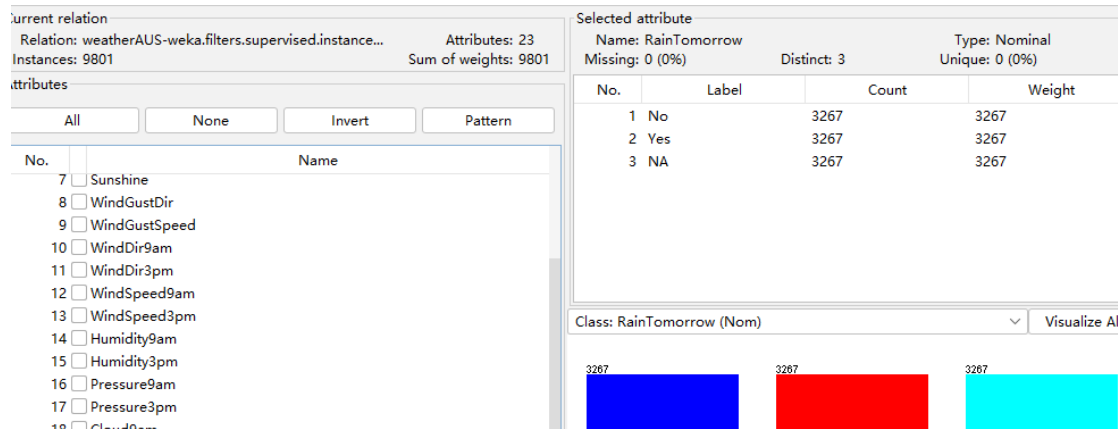 Current relation
Relation: weatherAUS-weka.filters.supervised.instance... Attributes: 23
Instances: 9801 Sum of weights: 9801
Attributes
All None Invert Pattern
No. Name
7 Sunshine
8 WindGustDir
9 WindGustSpeed
10 WindDir9am
11 WindDir3pm
12 WindSpeed9am
13 WindSpeed3pm
14 Humidity9am
15 Humidity3pm
16 Pressure9am
17 Pressure3pm
18 Cloud9am
Selected attribute
Name: RainTomorrow Type: Nominal
Missing: 0 (0%) Distinct: 3 Unique: 0 (0%)
No. Label Count Weight
1 No 3267 3267
2 Yes 3267 3267
3 NA 3267 3267
Class: RainTomorrow (Nom) Visualize Al
3267 3267 3267